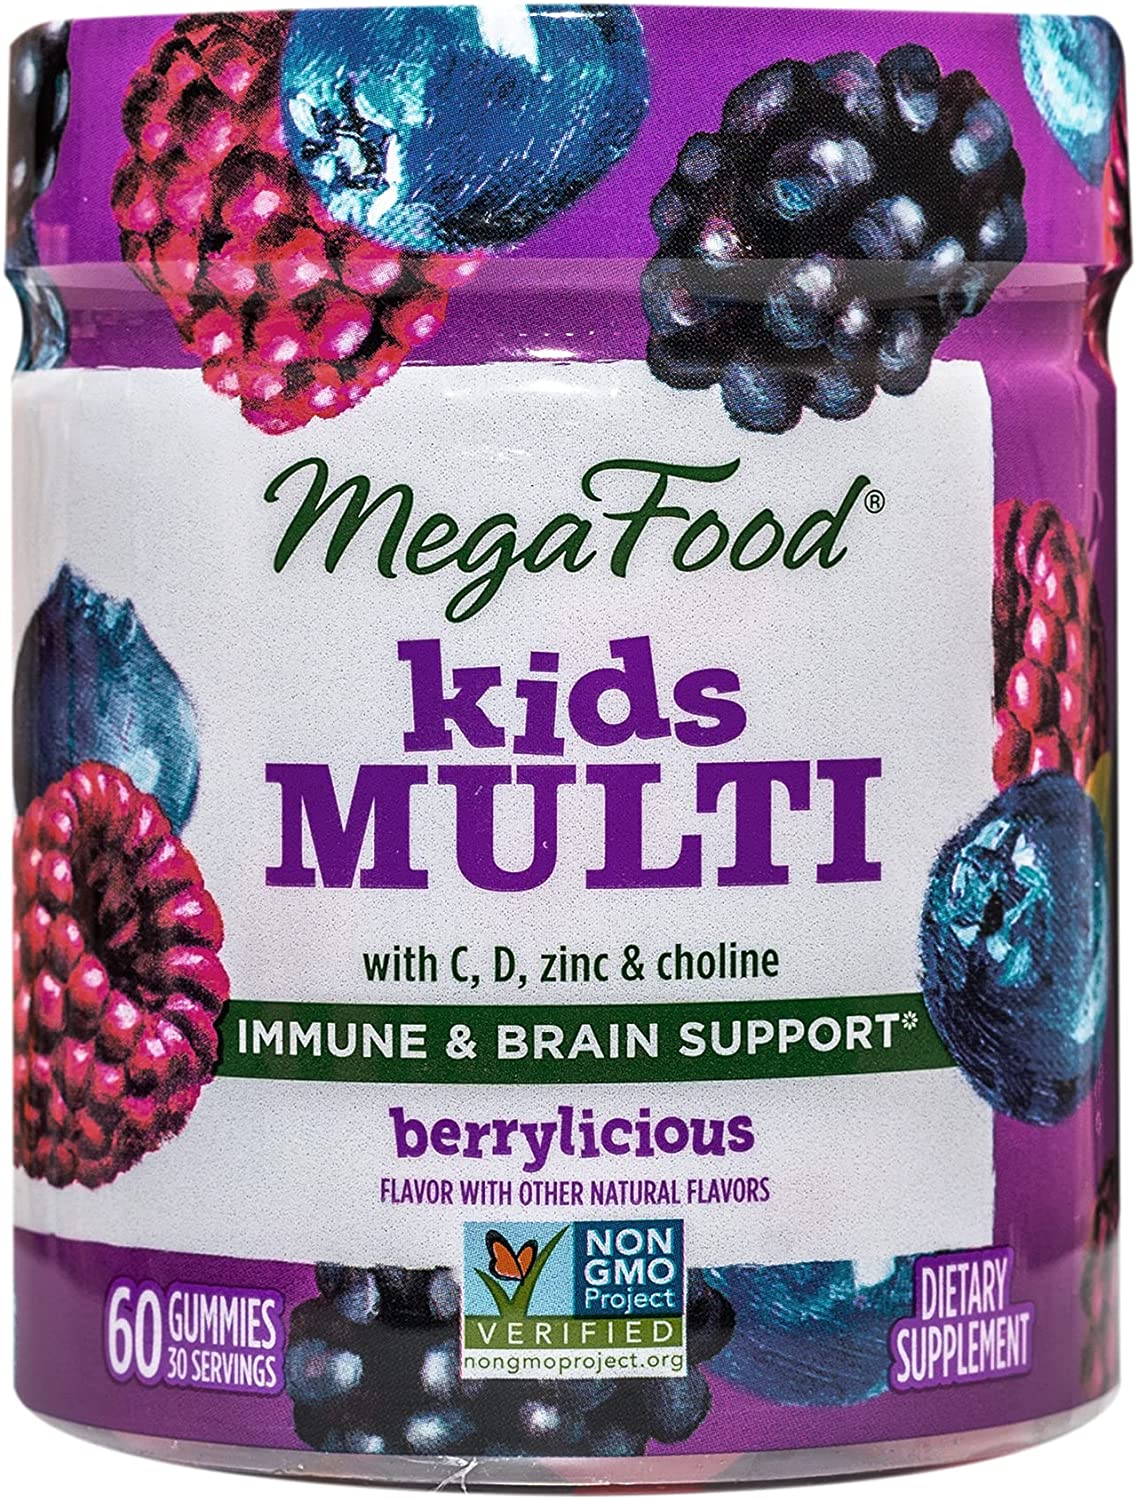 MegaFood®
kids
MULTI
with C, D, zinc & choline
IMMUNE & BRAIN SUPPORT*
berrylicious
FLAVOR WITH OTHER NATURAL FLAVORS
NON
GMO
Project
VERIFIED
nongmoproject.org
60 GUMMIES
30 SERVINGS
DIETARY
SUPPLEMENT